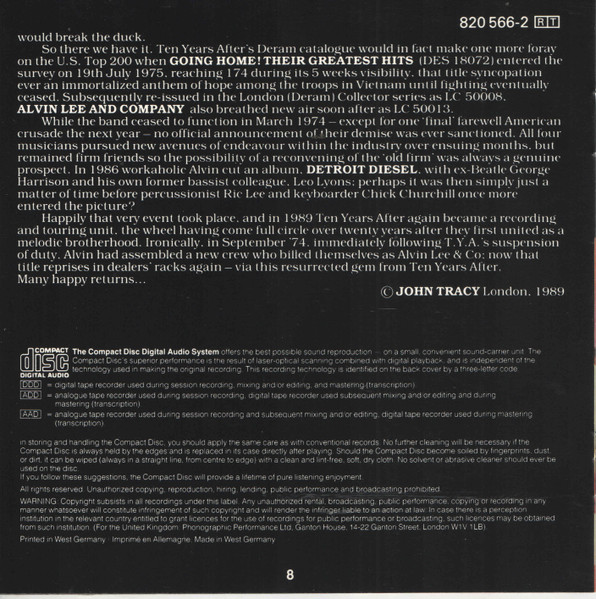 820 566-2 RT
would break the duck.
So there we have it. Ten Years After's Deram catalogue would in fact make one more foray
on the U.S. Top 200 when GOING HOME! THEIR GREATEST HITS (DES 18072) entered the
survey on 19th July 1975, reaching 174 during its 5 weeks visibility, that title syncopation
ever an immortalized anthem of hope among the troops in Vietnam until fighting eventually
ceased. Subsequently re-issued in the London (Deram) Collector series as LC 50008,
ALVIN LEE AND COMPANY also breathed new air soon after as LC 50013.
While the band ceased to function in March 1974 – except for one 'final' farewell American
crusade the next year – no official announcement of their demise was ever sanctioned. All four
musicians pursued new avenues of endeavour within the industry over ensuing months, but
remained firm friends so the possibility of a reconvening of the 'old firm' was always a genuine
prospect. In 1986 workaholic Alvin cut an album, DETROIT DIESEL, with ex-Beatle George
Harrison and his own former bassist colleague, Leo Lyons; perhaps it was then simply just a
matter of time before percussionist Ric Lee and keyboarder Chick Churchill once more
entered the picture?
Happily that very event took place, and in 1989 Ten Years After again became a recording
and touring unit, the wheel having come full circle over twenty years after they first united as a
melodic brotherhood. Ironically, in September '74, immediately following T.Y.A.'s suspension
of duty, Alvin had assembled a new crew who billed themselves as Alvin Lee & Co; now that
title reprises in dealers' racks again – via this resurrected gem from Ten Years After.
Many happy returns...
© JOHN TRACY London, 1989
COMPACT disc DIGITAL AUDIO
The Compact Disc Digital Audio System offers the best possible sound reproduction – on a small, convenient sound-carrier unit. The
Compact Disc's superior performance is the result of laser-optical scanning combined with digital playback, and is independent of the
technology used in making the original recording. This recording technology is identified on the back cover by a three-letter code:
DDD = digital tape recorder used during session recording, mixing and/or editing, and mastering (transcription)
ADD = analogue tape recorder used during session recording, digital tape recorder used subsequent mixing and/or editing and during
mastering (transcription)
AAD = analogue tape recorder used during session recording and subsequent mixing and/or editing, digital tape recorder used during mastering
(transcription)
in storing and handling the Compact Disc, you should apply the same care as with conventional records. No further cleaning will be necessary if the
Compact Disc is always held by the edges and is replaced in its case directly after playing. Should the Compact Disc become soiled by fingerprints, dust,
or dirt, it can be wiped (always in a straight line, from centre to edge) with a clean and lint-free, soft, dry cloth. No solvent or abrasive cleaner should ever be
used on the disc.
If you follow these suggestions, the Compact Disc will provide a lifetime of pure listening enjoyment.
All rights reserved. Unauthorized copying, reproduction, hiring, lending, public performance and broadcasting prohibited.
WARNING: Copyright subsists in all recordings under this label. Any unauthorized rental, broadcasting, public performance, copying or recording in any
manner whatsoever will constitute infringement of such copyright and will render the infringer liable to an action at law. In case there is a perception
institution in the relevant country entitled to grant licences for the use of recordings for public performance or broadcasting, such licences may be obtained
from such institution. (For the United Kingdom: Phonographic Performance Ltd, Ganton House, 14-22 Ganton Street, London W1V 1LB)
Printed in West Germany · Imprimé en Allemagne. Made in West Germany
8